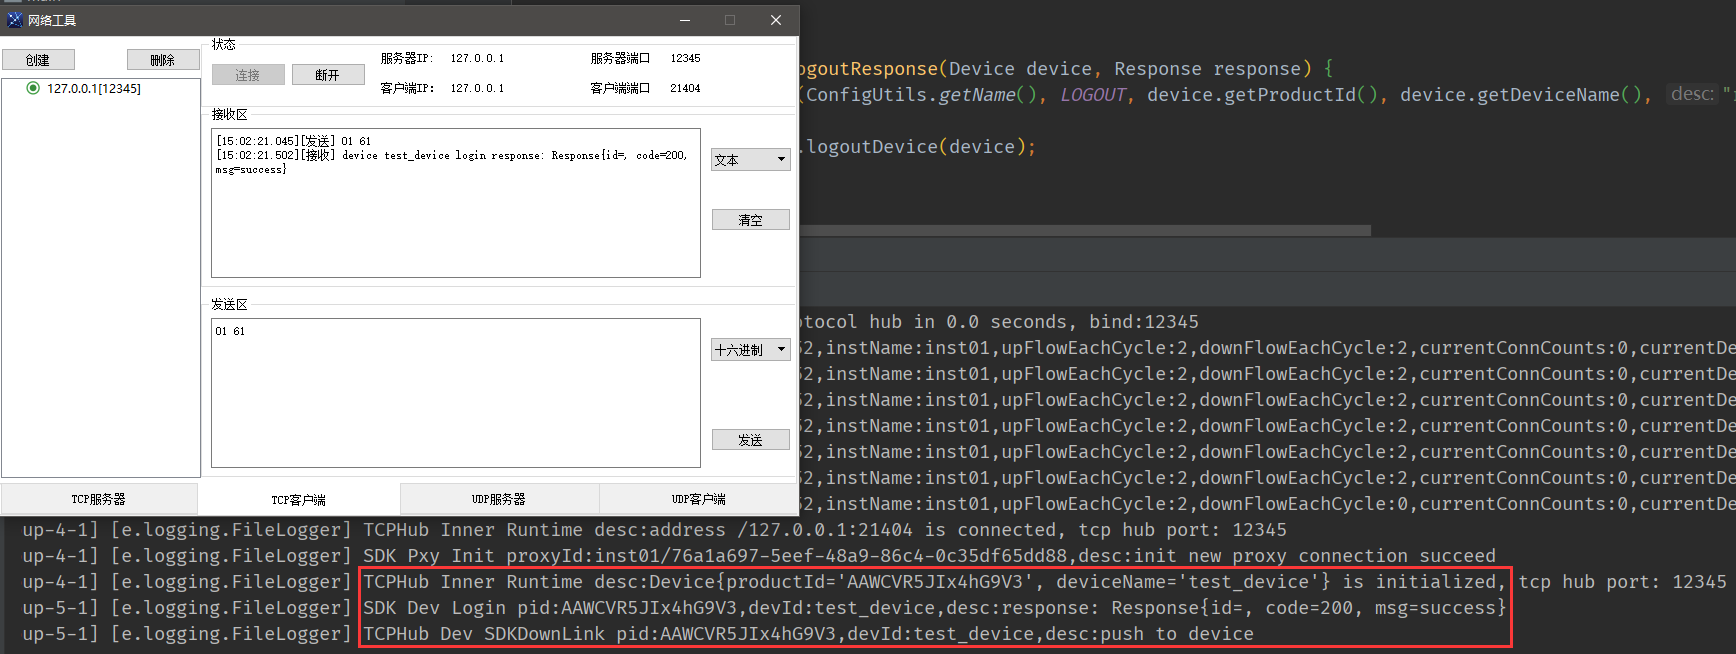 网络工具
创建
删除
127.0.0.1[12345]
状态
连接
断开
服务器IP: 127.0.0.1
服务器端口 12345
客户端IP: 127.0.0.1
客户端端口 21404
接收区
[15:02:21.045][发送] 01 61
[15:02:21.502][接收] device test_device login response: Response{id=, code=200,
msg=success}
文本
清空
发送区
01 61
十六进制
发送
TCP服务器
TCP客户端
UDP服务器
UDP客户端
ogoutResponse(Device device, Response response) {
(ConfigUtils.getName(), LOGOUT, device.getProductId(), device.getDeviceName(), desc: "
.logoutDevice(device);
tocol hub in 0.0 seconds, bind:12345
52,instName:inst01,upFlowEachCycle:2,downFlowEachCycle:2,currentConnCounts:0,currentDe
52,instName:inst01,upFlowEachCycle:2,downFlowEachCycle:2,currentConnCounts:0,currentDe
52,instName:inst01,upFlowEachCycle:2,downFlowEachCycle:2,currentConnCounts:0,currentDe
52,instName:inst01,upFlowEachCycle:2,downFlowEachCycle:2,currentConnCounts:0,currentDe
52,instName:inst01,upFlowEachCycle:2,downFlowEachCycle:2,currentConnCounts:0,currentDe
52,instName:inst01,upFlowEachCycle:2,downFlowEachCycle:2,currentConnCounts:0,currentDe
52,instName:inst01,upFlowEachCycle:2,downFlowEachCycle:0,currentConnCounts:0,currentDe
up-4-1] [e.logging.FileLogger] TCPHub Inner Runtime desc:address /127.0.0.1:21404 is connected, tcp hub port: 12345
up-4-1] [e.logging.FileLogger] SDK Pxy Init proxyId:inst01/76a1a697-5eef-48a9-86c4-0c35df65dd88,desc:init new proxy connection succeed
up-4-1] [e.logging.FileLogger] TCPHub Inner Runtime desc:Device{productId='AAWCVR5JIx4hG9V3', deviceName='test_device'} is initialized, tcp hub port: 12345
up-5-1] [e.logging.FileLogger] SDK Dev Login pid:AAWCVR5JIx4hG9V3,devId:test_device,desc:response: Response{id=, code=200, msg=success}
up-5-1] [e.logging.FileLogger] TCPHub Dev SDKDownLink pid:AAWCVR5JIx4hG9V3,devId:test_device,desc:push to device